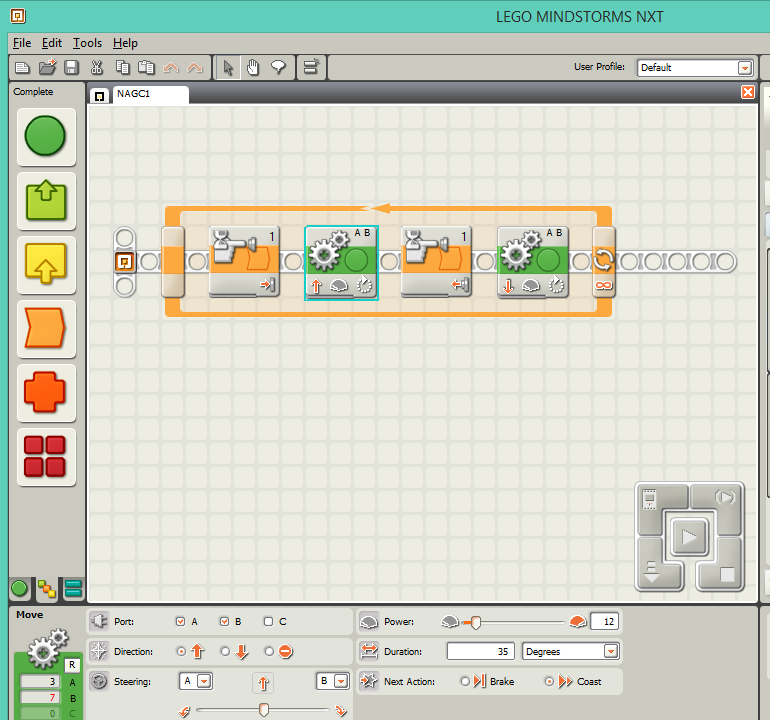 LEGO MINDSTORMS NXT
File Edit Tools Help
User Profile: Default
Complete
NAGC1
1 A B 1 A B
Move
R
3 A
7 B
0 C
Port: A B C
Direction:
Steering: A B
Power: 12
Duration: 35 Degrees
Next Action: Brake Coast